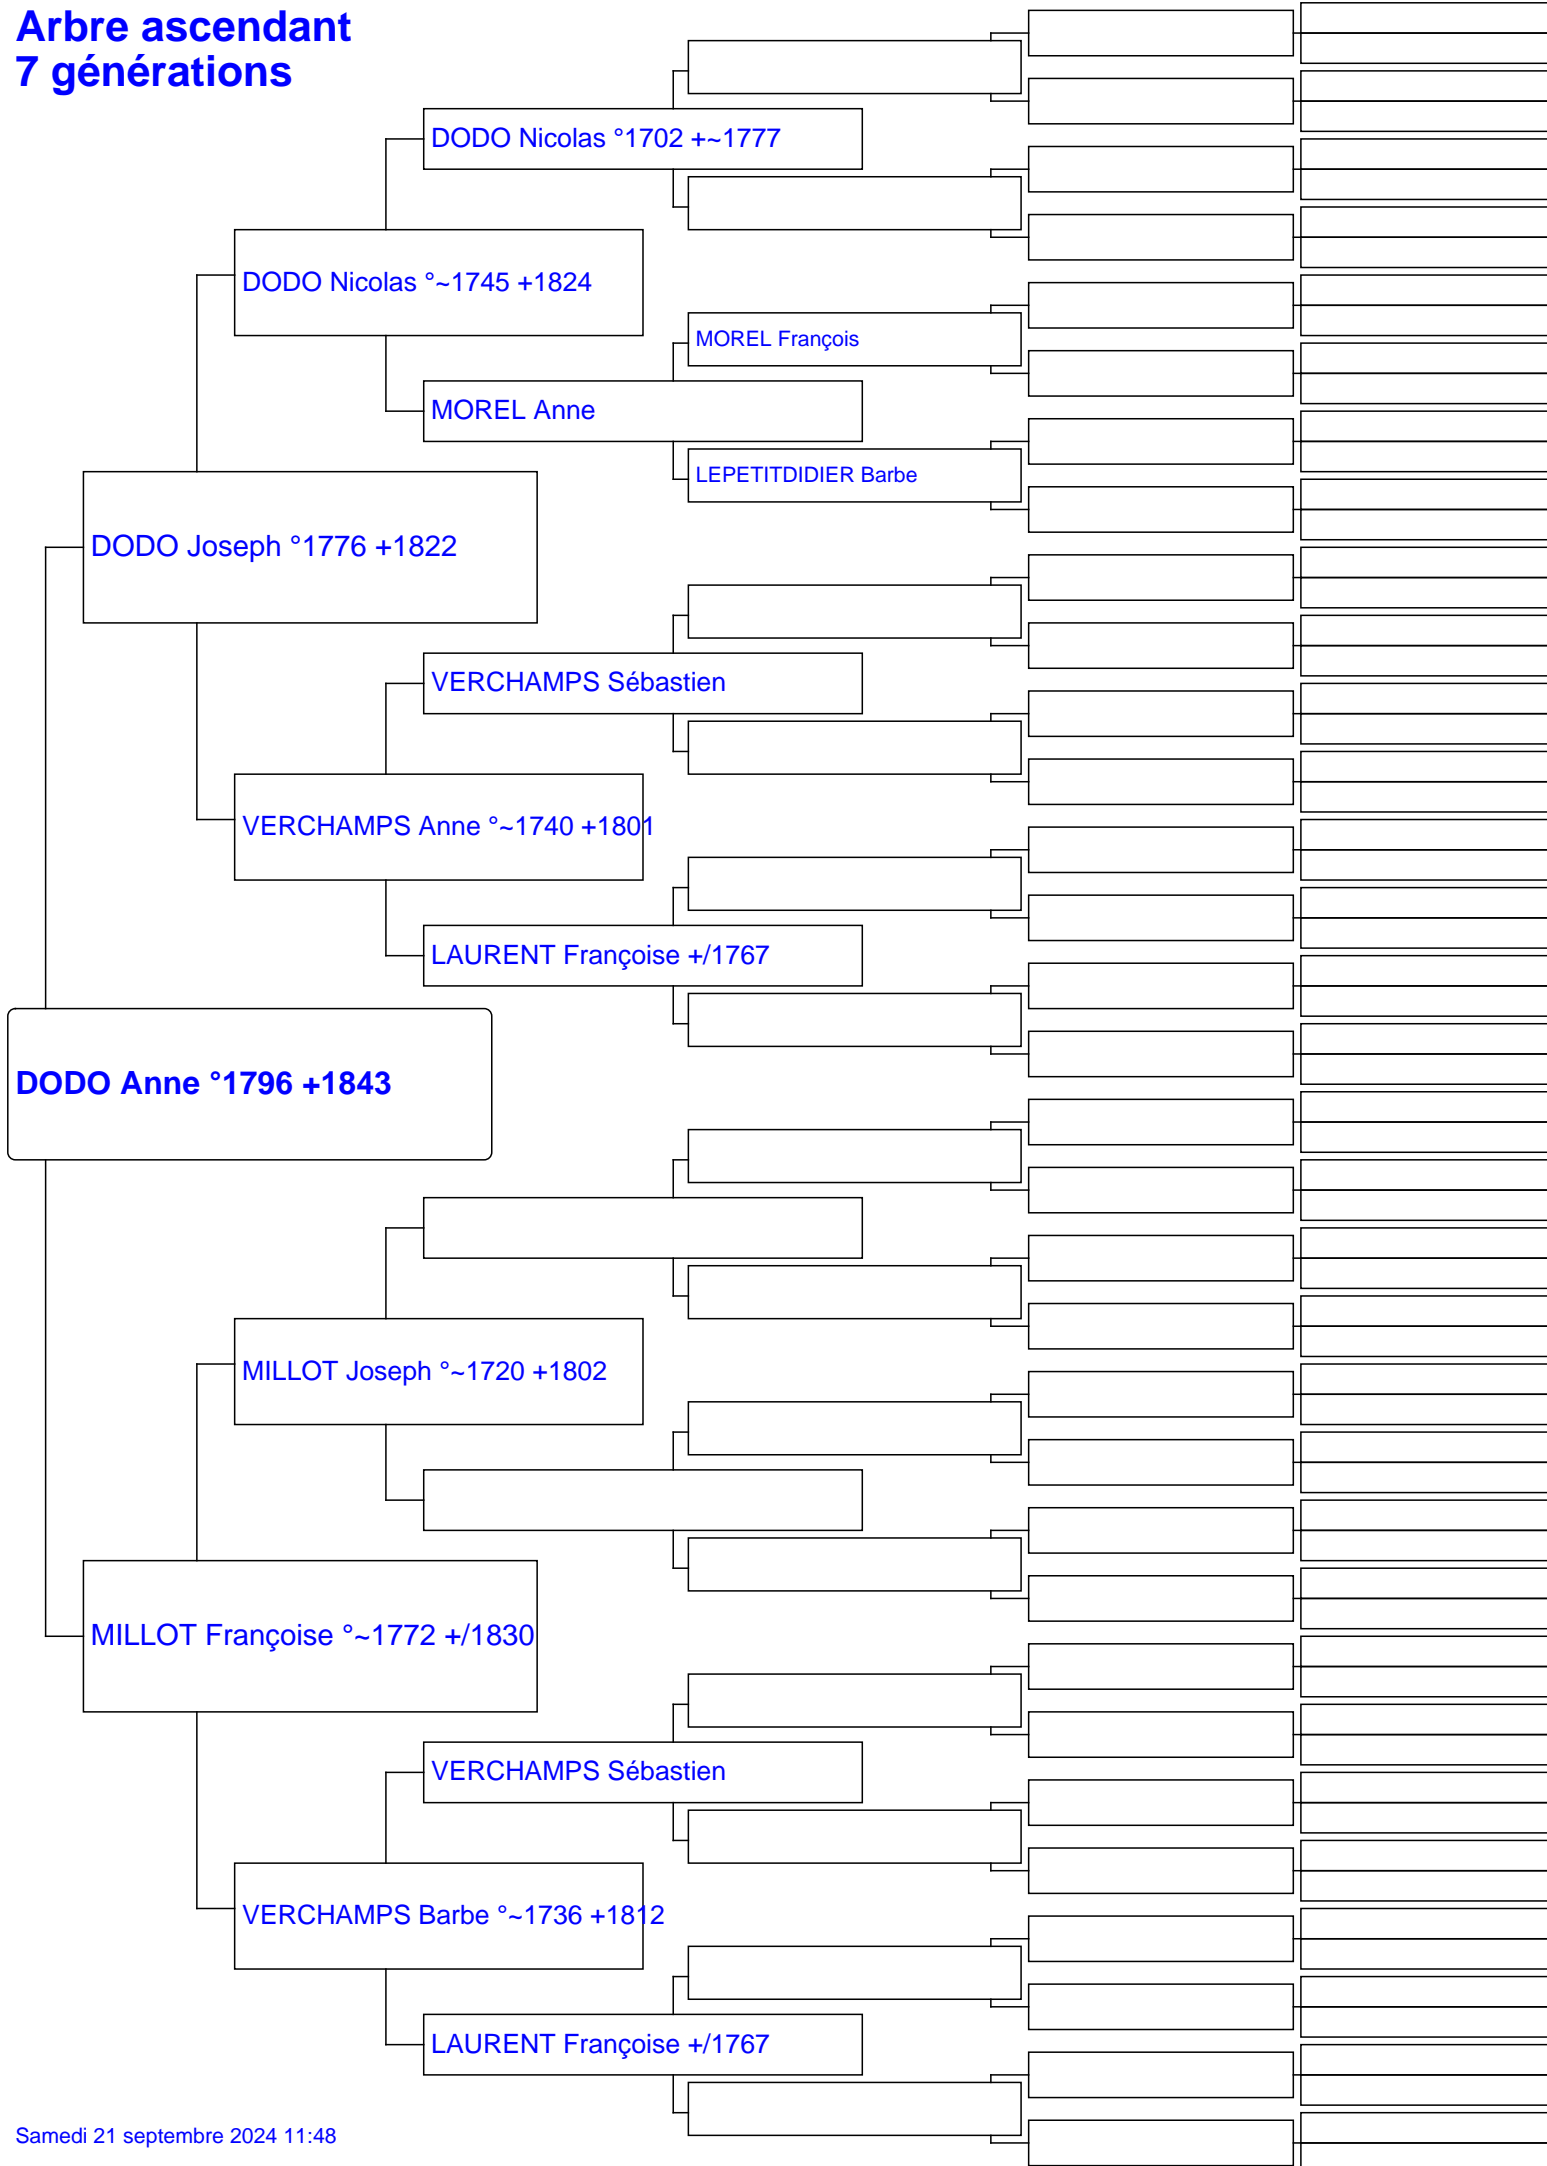 Arbre ascendant
7 générations
DODO Nicolas °1702 +~1777
DODO Nicolas °~1745 +1824
MOREL François
MOREL Anne
LEPETITDIDIER Barbe
DODO Joseph °1776 +1822
VERCHAMPS Sébastien
VERCHAMPS Anne °~1740 +1801
LAURENT Françoise +/1767
DODO Anne °1796 +1843
MILLOT Joseph °~1720 +1802
MILLOT Françoise °~1772 +/1830
VERCHAMPS Sébastien
VERCHAMPS Barbe °~1736 +1812
LAURENT Françoise +/1767
Samedi 21 septembre 2024 11:48